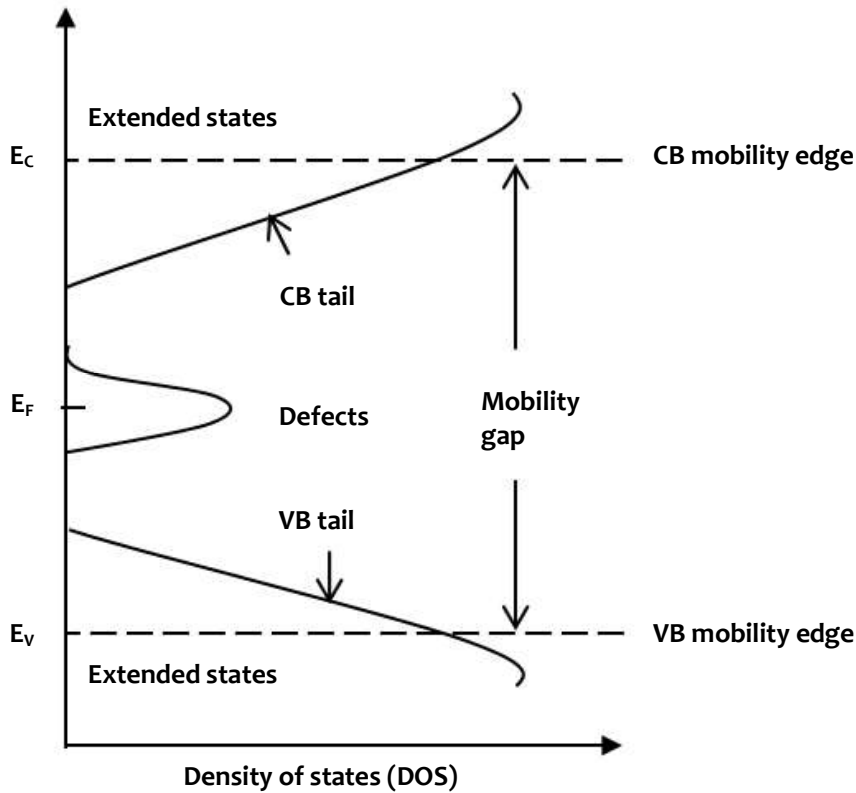 Extended states
E_C
CB mobility edge
CB tail
E_F
Defects
Mobility
gap
VB tail
E_V
VB mobility edge
Extended states
Density of states (DOS)